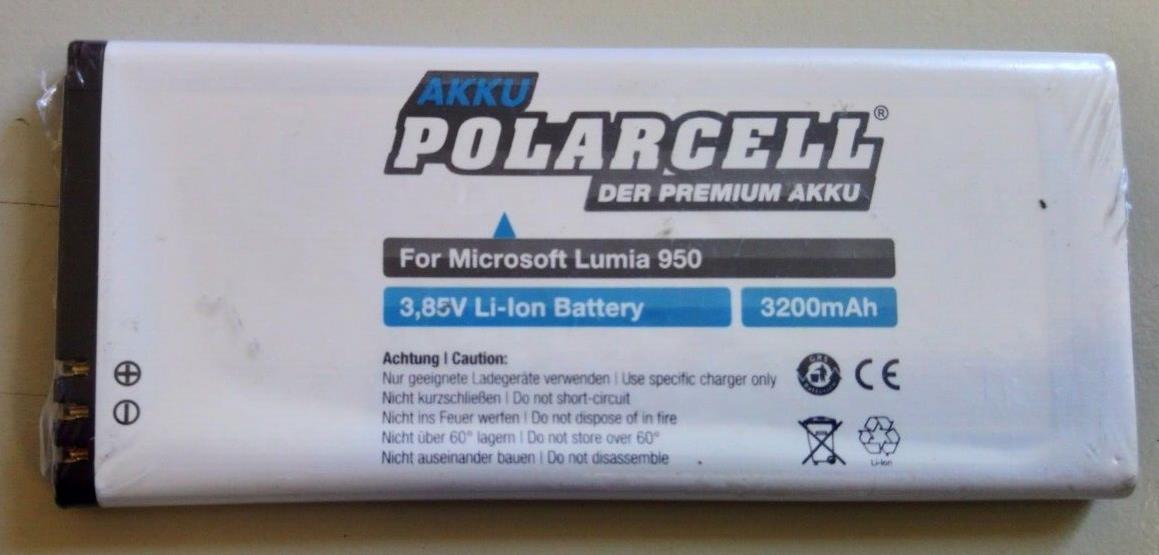 AKKU
POLARCELL®
DER PREMIUM AKKU
For Microsoft Lumia 950
3,85V Li-Ion Battery 3200mAh
Achtung | Caution:
Nur geeignete Ladegeräte verwenden | Use specific charger only
Nicht kurzschließen | Do not short-circuit
Nicht ins Feuer werfen | Do not dispose of in fire
Nicht über 60° lagern | Do not store over 60°
Nicht auseinander bauen | Do not disassemble
GRS
CE
Li-Ion